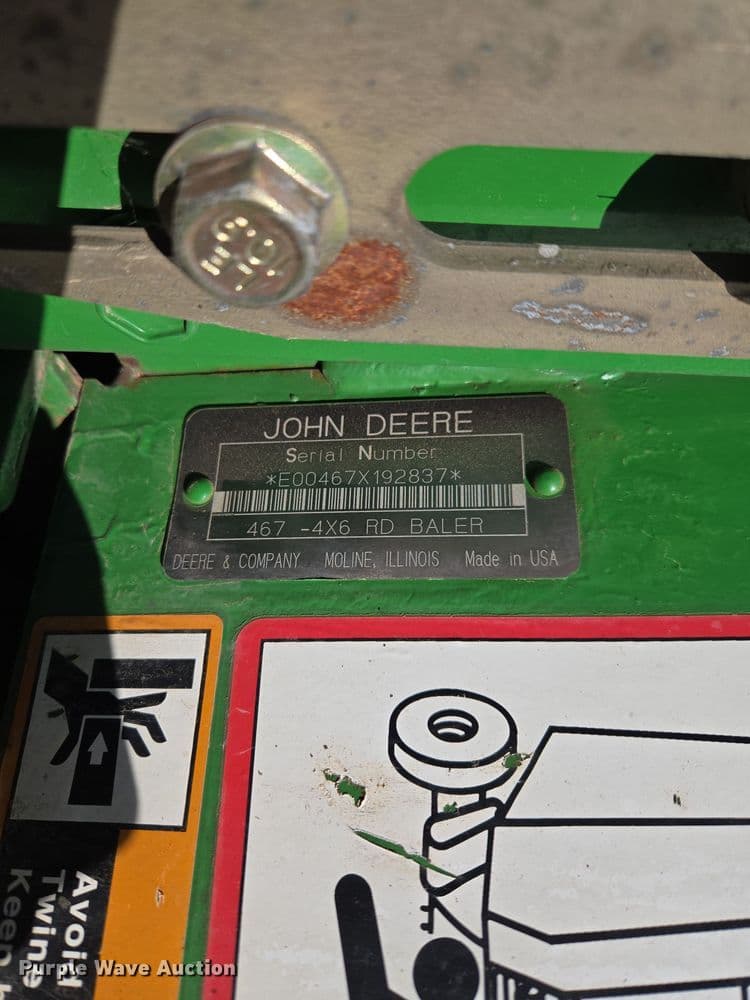 JOHN DEERE
Serial Number
*E00467X192837*
467 -4X6 RD BALER
DEERE & COMPANY MOLINE, ILLINOIS Made in USA
Avoid
Twine
Keep
Purple Wave Auction